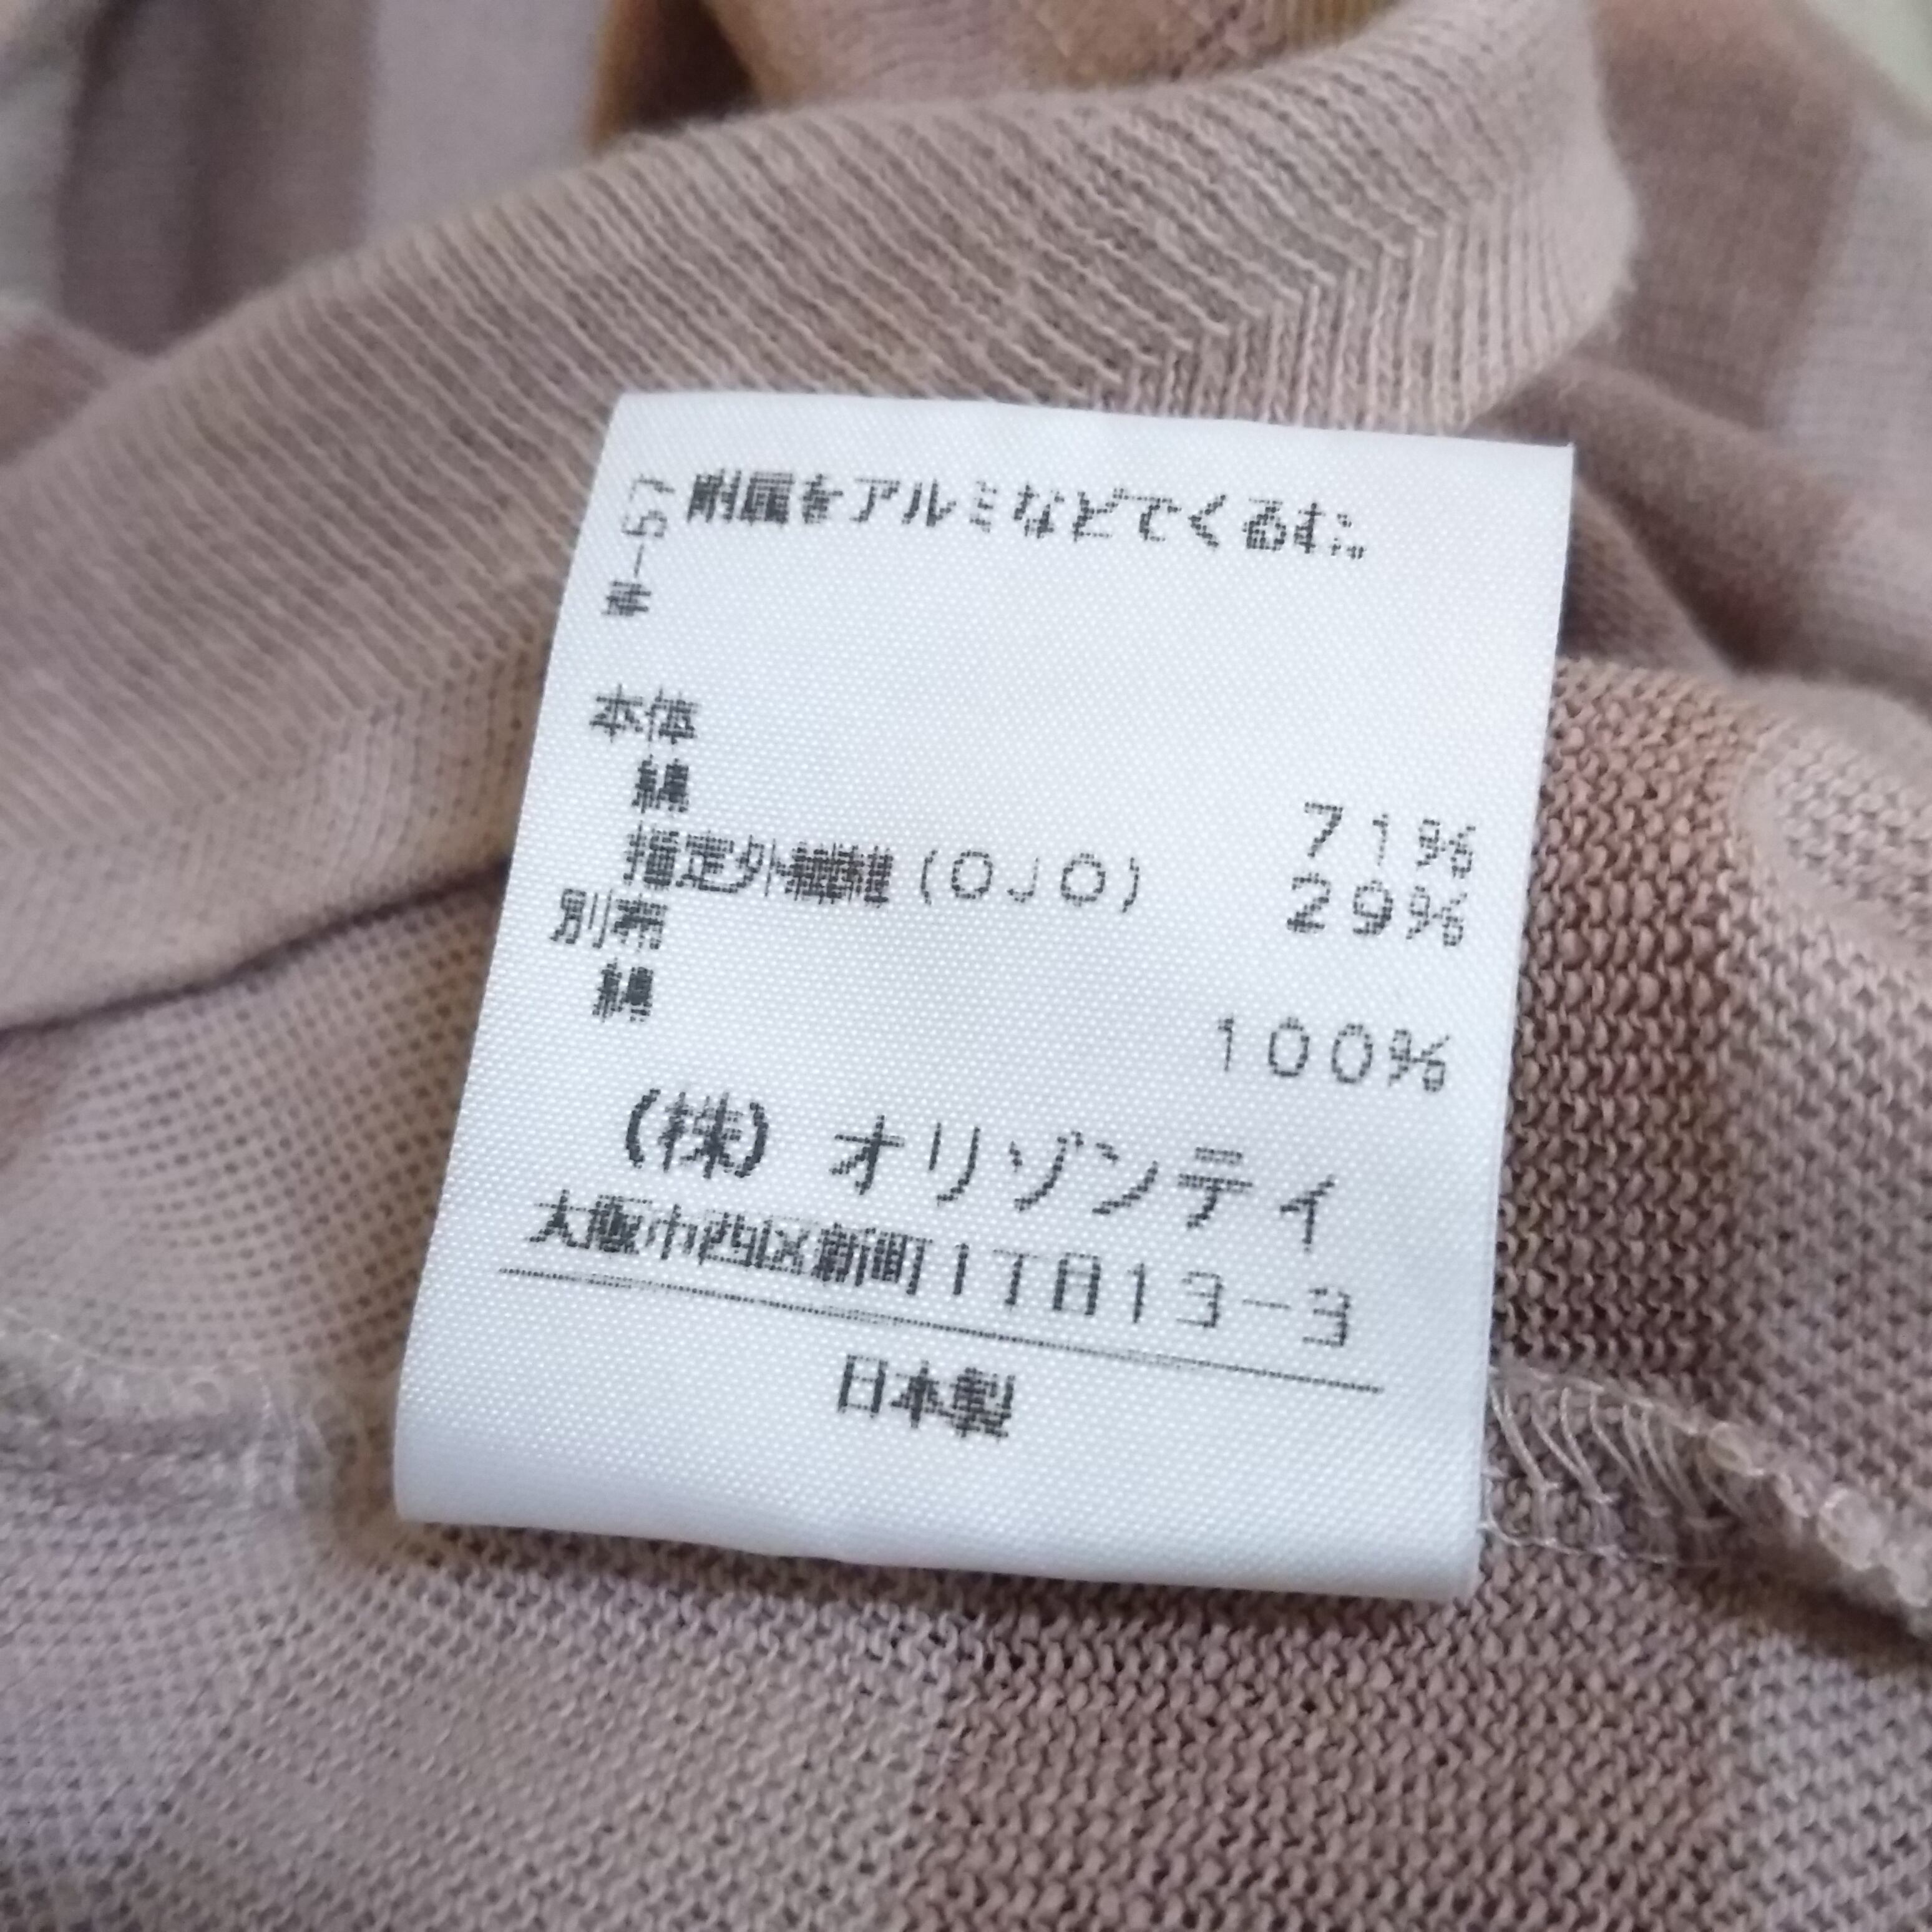 附属をアルミなどでくるむ。
本体
綿 71%
指定外繊維(OJO) 29%
別布
綿 100%
(株) オリゾンティ
大阪市西区新町1丁目13-3
日本製